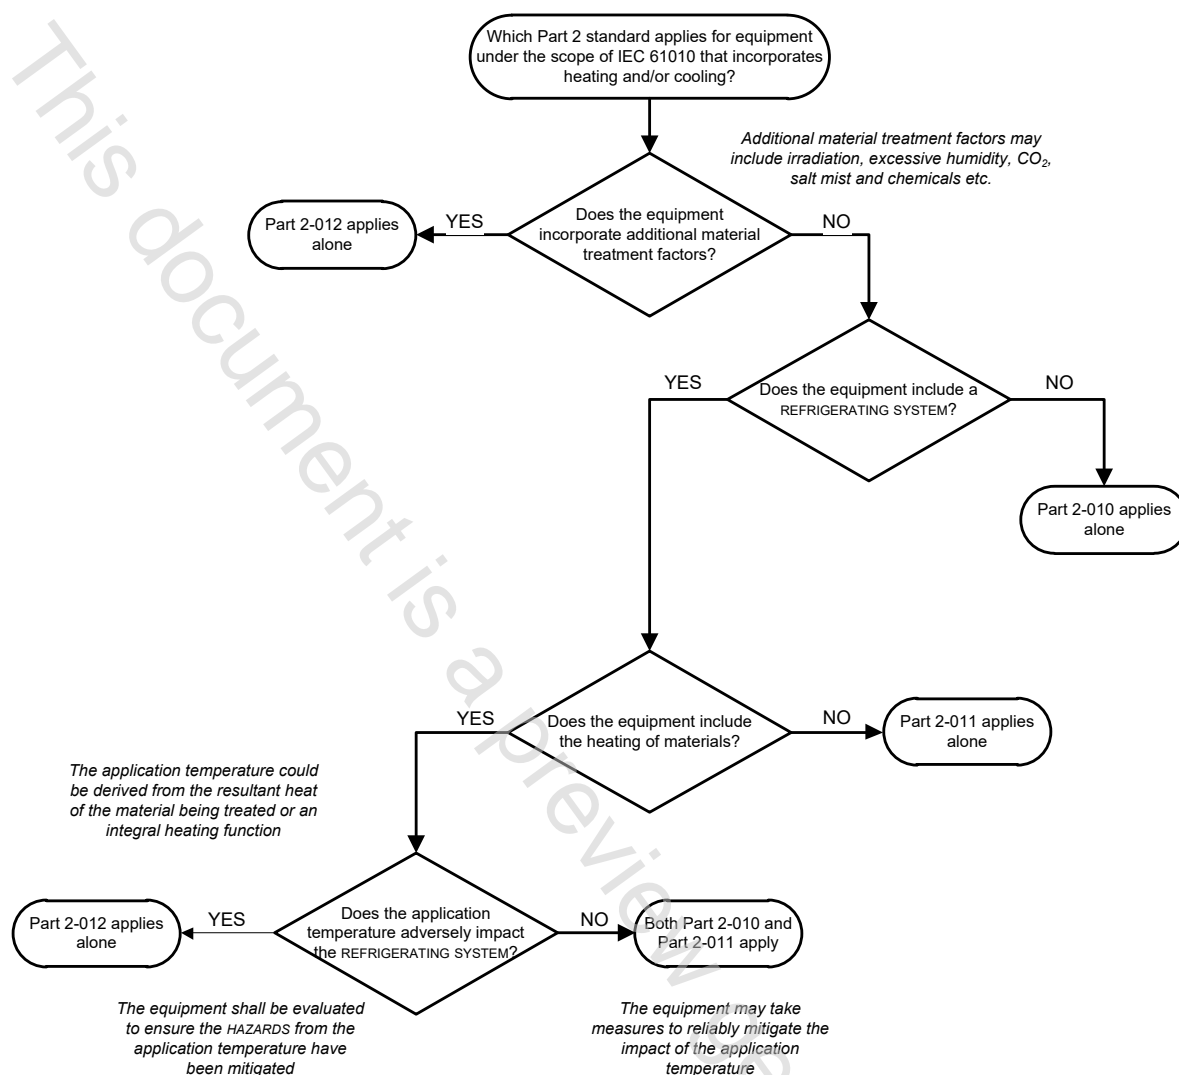 Which Part 2 standard applies for equipment
under the scope of IEC 61010 that incorporates
heating and/or cooling?
Additional material treatment factors may
include irradiation, excessive humidity, CO₂,
salt mist and chemicals etc.
Does the equipment
incorporate additional material
treatment factors?
YES
NO
Part 2-012 applies
alone
Does the equipment include a
REFRIGERATING SYSTEM?
YES
NO
Part 2-010 applies
alone
Does the equipment include
the heating of materials?
YES
NO
Part 2-011 applies
alone
The application temperature could
be derived from the resultant heat
of the material being treated or an
integral heating function
Does the application
temperature adversely impact
the REFRIGERATING SYSTEM?
YES
NO
Part 2-012 applies
alone
Both Part 2-010 and
Part 2-011 apply
The equipment shall be evaluated
to ensure the HAZARDS from the
application temperature have
been mitigated
The equipment may take
measures to reliably mitigate the
impact of the application
temperature
This document is a preview